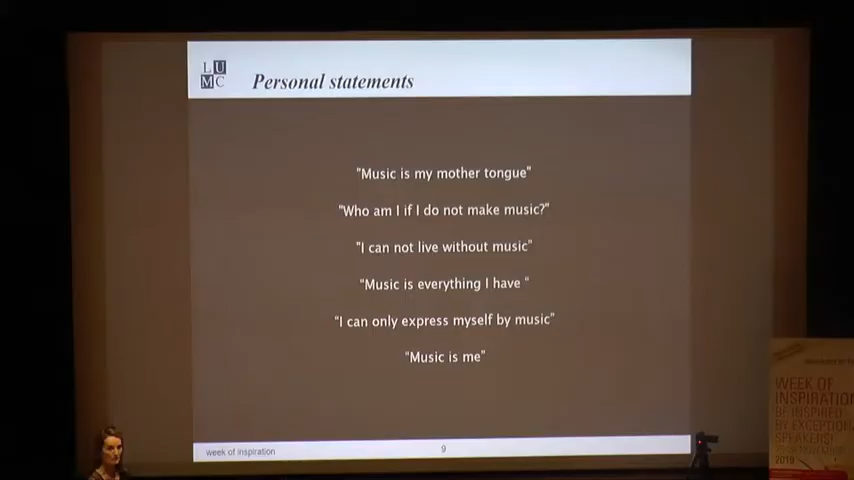 L U
M C
Personal statements
"Music is my mother tongue"
"Who am I if I do not make music?"
"I can not live without music"
"Music is everything I have "
"I can only express myself by music"
"Music is me"
week of inspiration
9
WEEK OF
INSPIRATION
BE INSPIRED
BY EXCEPTIONAL
SPEAKERS!
2019